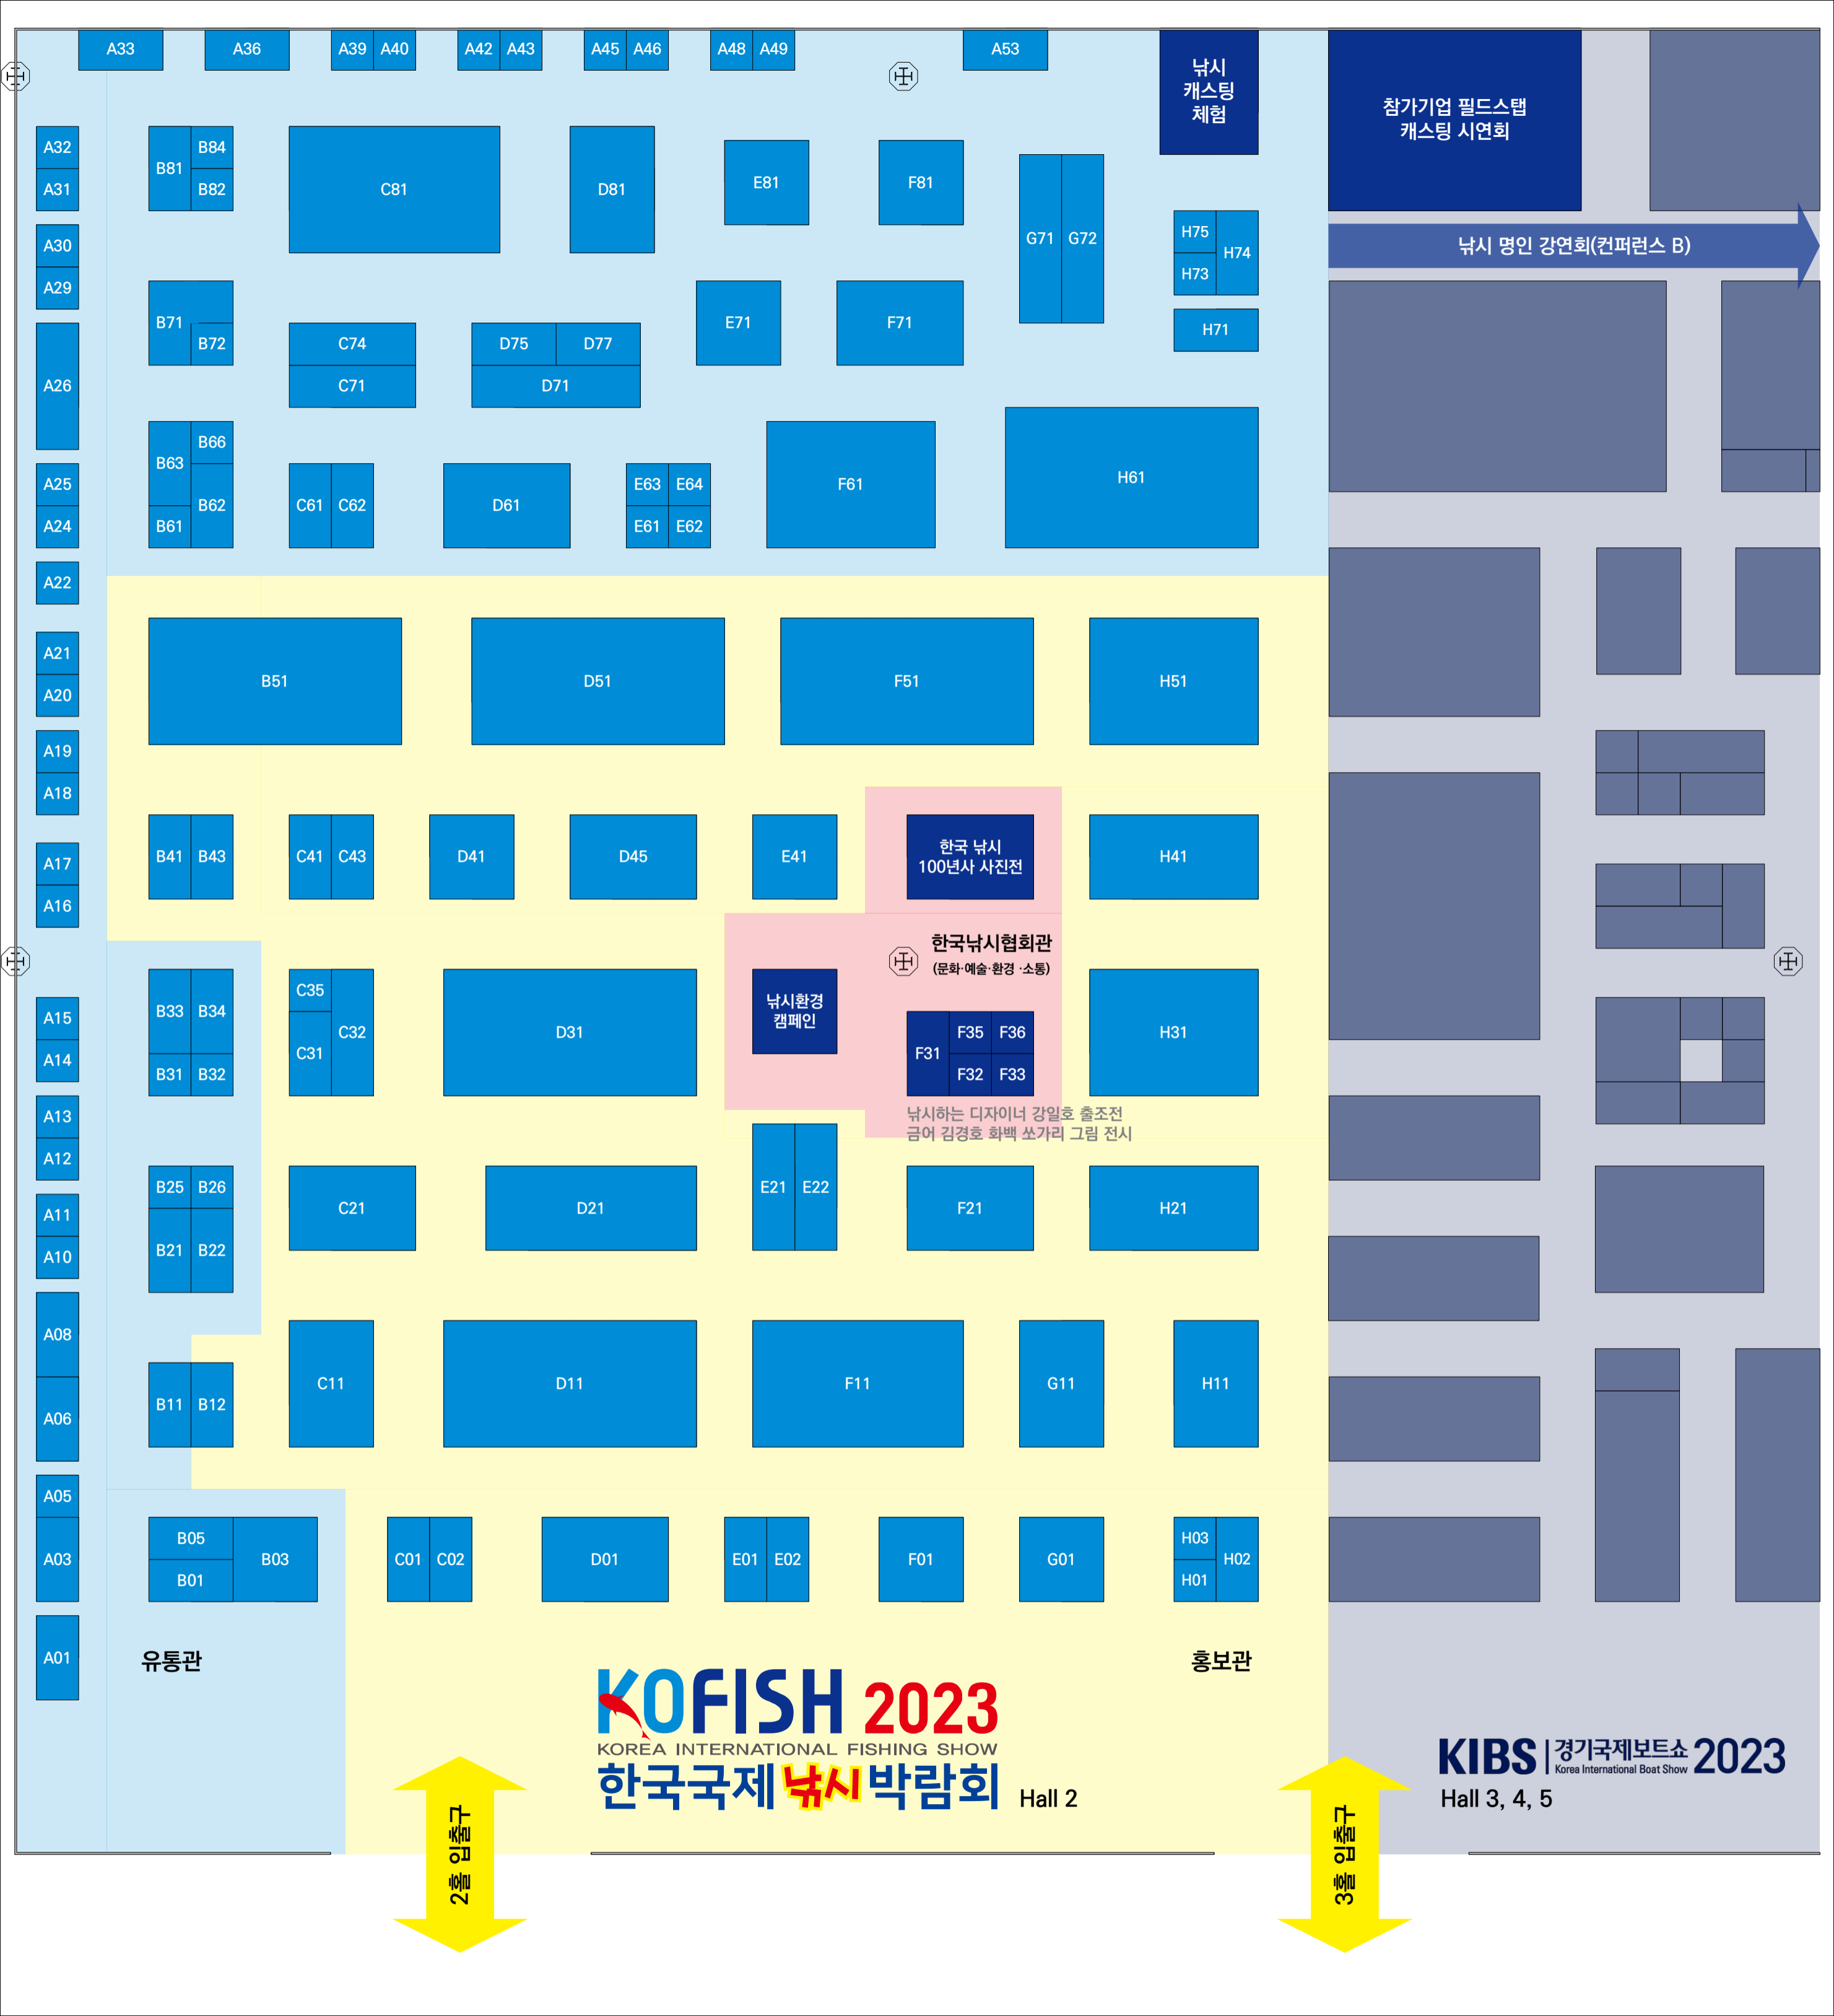 A33
A36
A39
A40
A42
A43
A45
A46
A48
A49
A53
낚시
캐스팅
체험
참가기업 필드스탭
캐스팅 시연회
A32
A31
B81
B84
B82
C81
D81
E81
F81
G71
G72
H75
H73
H74
낚시 명인 강연회(컨퍼런스 B)
A30
A29
B71
B72
C74
C71
D75
D77
D71
E71
F71
H71
A26
B63
B66
B62
B61
C61
C62
D61
E63
E64
E61
E62
F61
H61
A25
A24
A22
A21
A20
B51
D51
F51
H51
A19
A18
B41
B43
C41
C43
D41
D45
E41
한국 낚시
100년사 사진전
H41
A17
A16
한국낚시협회관
(문화·예술·환경 ·소통)
A15
A14
B33
B34
B31
B32
C35
C31
C32
D31
낚시환경
캠페인
F31
F35
F36
F32
F33
H31
낚시하는 디자이너 강일호 출조전
금어 김경호 화백 쏘가리 그림 전시
A13
A12
B25
B26
B21
B22
C21
D21
E21
E22
F21
H21
A11
A10
A08
A06
B11
B12
C11
D11
F11
G11
H11
A05
A03
B05
B01
B03
C01
C02
D01
E01
E02
F01
G01
H03
H01
H02
A01
유통관
홍보관
KOFISH 2023
KOREA INTERNATIONAL FISHING SHOW
한국국제낚시박람회
Hall 2
KIBS 경기국제보트쇼 2023
Korea International Boat Show
Hall 3, 4, 5
2홀 입출구
3홀 입출구